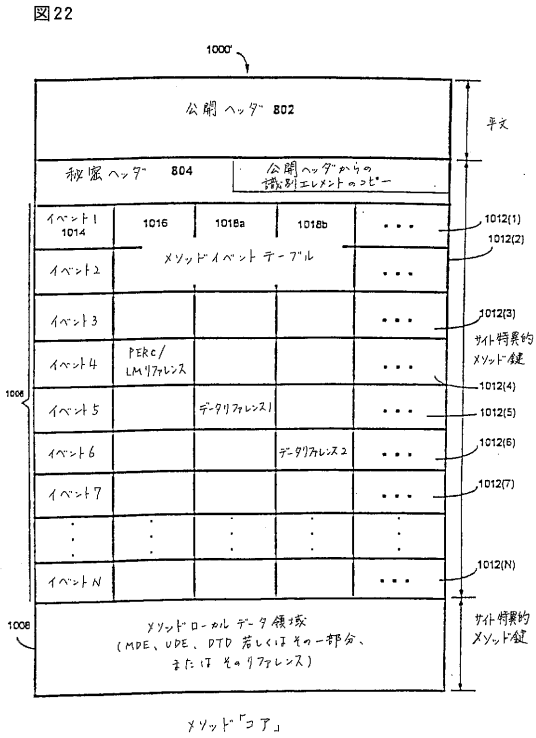 図22
1000'
公開ヘッダ 802
平文
秘密ヘッダ 804
公開ヘッダからの
識別エレメントのコピー
イベント1
1014
1016
1018a
1018b
...
1012(1)
1012(2)
メソッドイベントテーブル
イベント2
...
イベント3
...
1012(3)
サイト特異的
メソッド鍵
イベント4
PERC/
LMリファレンス
...
1012(4)
1006
イベント5
データリファレンス1
...
1012(5)
イベント6
データリファレンス2
...
1012(6)
イベント7
...
1012(7)
イベントN
...
1012(N)
1008
メソッドローカルデータ領域
(MDE、UDE、DTD 若しくはその一部分、
またはそのリファレンス)
サイト特異的
メソッド鍵
メソッド「コア」